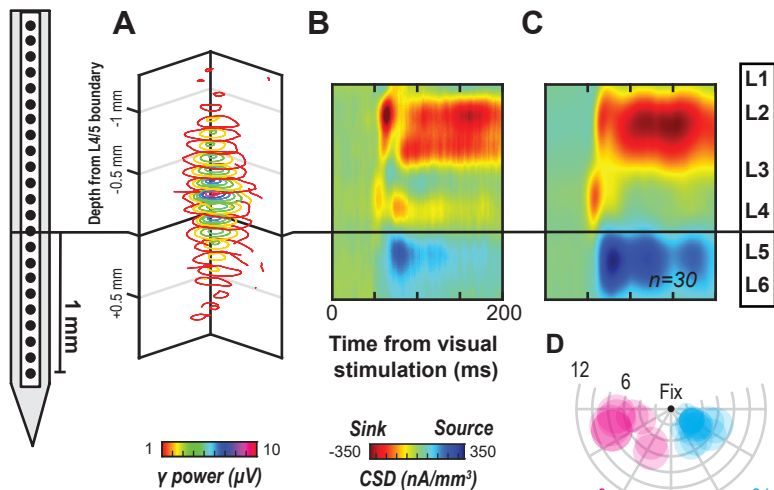 A
B
C
Depth from L4/5 boundary
-1 mm
-0.5 mm
+0.5 mm
1 mm
L1
L2
L3
L4
L5
L6
n=30
0
200
Time from visual
stimulation (ms)
D
12
6
Fix
Sink
Source
1
10
γ power (µV)
-350
350
CSD (nA/mm³)